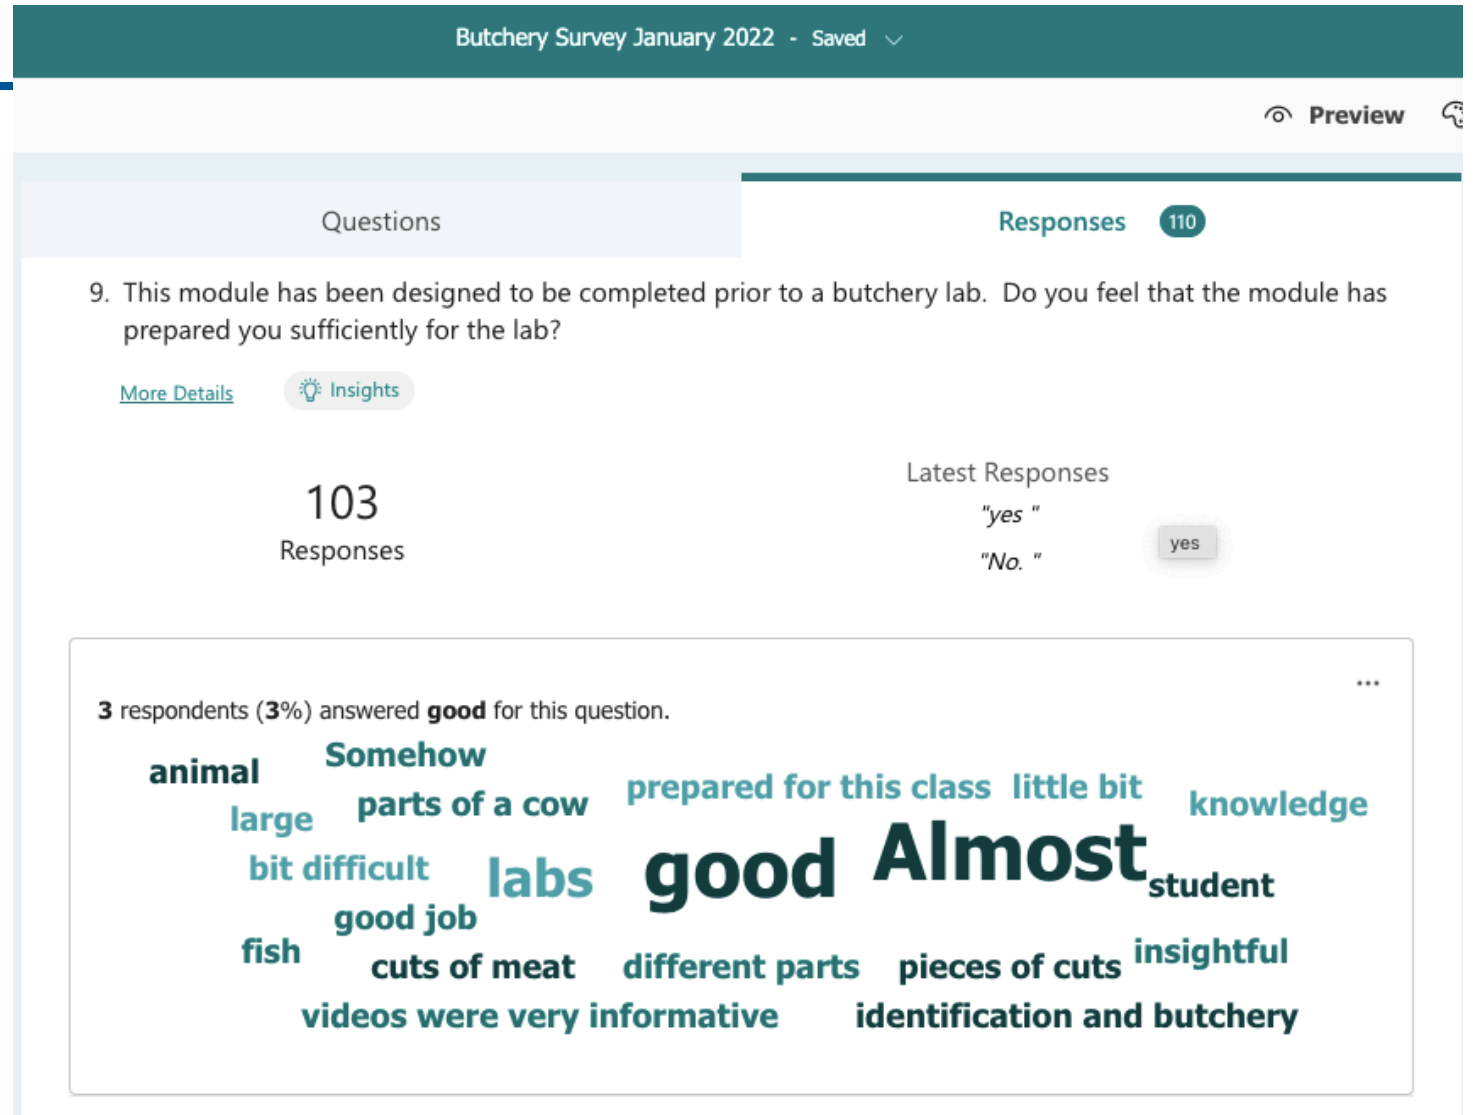 Butchery Survey January 2022 - Saved
Preview
Questions
Responses 110
9. This module has been designed to be completed prior to a butchery lab. Do you feel that the module has
prepared you sufficiently for the lab?
More Details
Insights
103
Responses
Latest Responses
"yes "
"No. "
yes
...
3 respondents (3%) answered good for this question.
animal
Somehow
large
parts of a cow
prepared for this class
little bit
knowledge
bit difficult
labs
good
Almost
student
good job
fish
cuts of meat
different parts
pieces of cuts
insightful
videos were very informative
identification and butchery